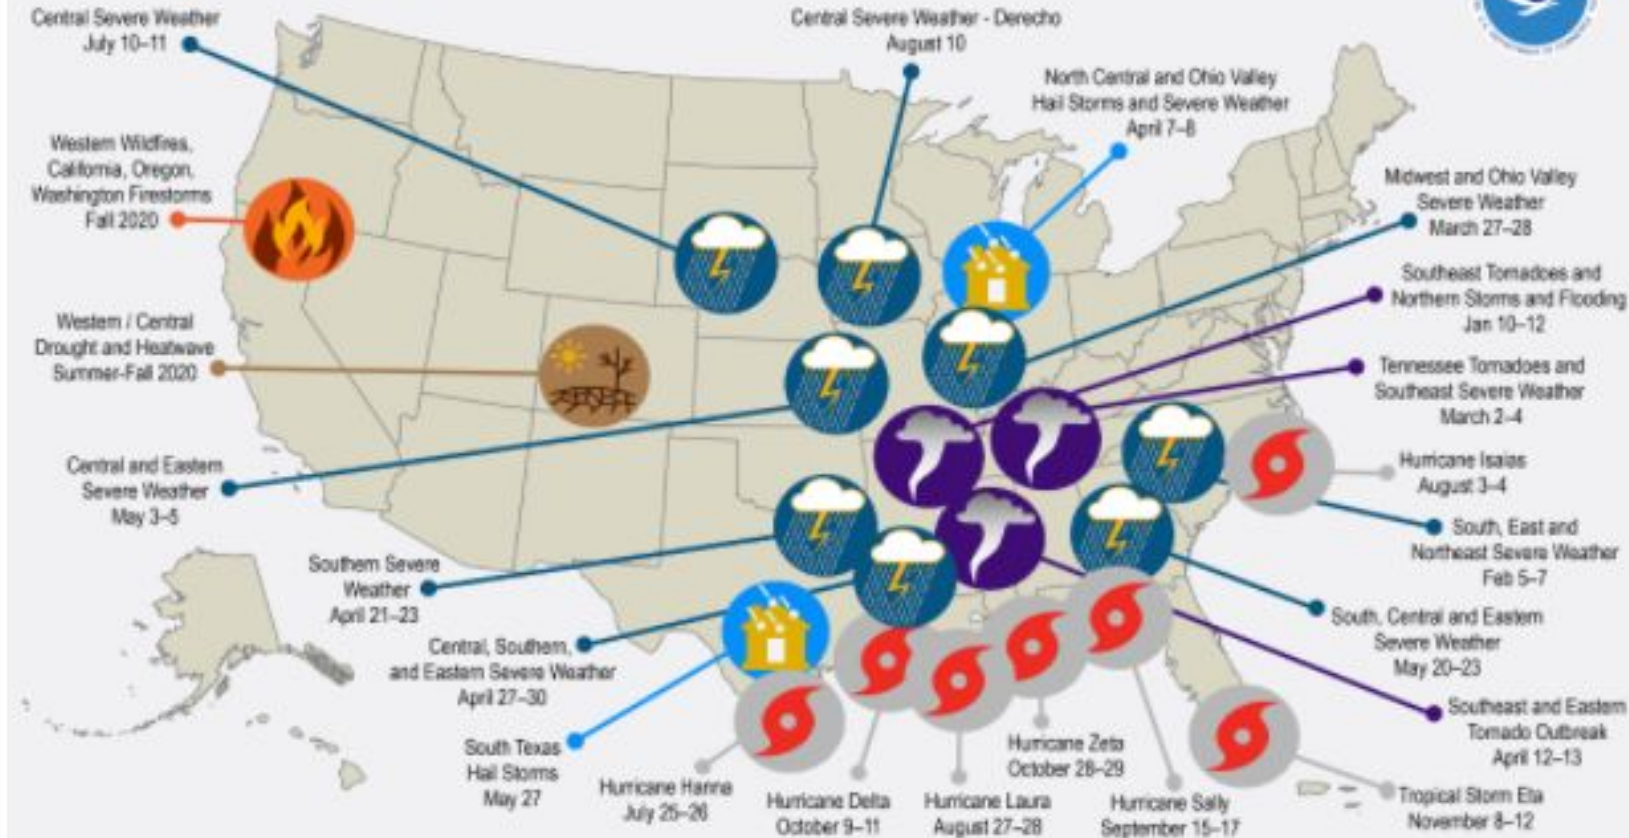 Central Severe Weather
July 10–11
Central Severe Weather - Derecho
August 10
North Central and Ohio Valley
Hail Storms and Severe Weather
April 7–8
Western Wildfires,
California, Oregon,
Washington Firestorms
Fall 2020
Midwest and Ohio Valley
Severe Weather
March 27–28
Southeast Tornadoes and
Northern Storms and Flooding
Jan 10–12
Western / Central
Drought and Heatwave
Summer-Fall 2020
Tennessee Tornadoes and
Southeast Severe Weather
March 2–4
Central and Eastern
Severe Weather
May 3–5
Hurricane Isaias
August 3–4
South, East and
Northeast Severe Weather
Feb 5–7
Southern Severe
Weather
April 21–23
South, Central and Eastern
Severe Weather
May 20–23
Central, Southern,
and Eastern Severe Weather
April 27–30
Southeast and Eastern
Tornado Outbreak
April 12–13
South Texas
Hail Storms
May 27
Hurricane Hanna
July 25–26
Hurricane Delta
October 9–11
Hurricane Laura
August 27–28
Hurricane Zeta
October 28–29
Hurricane Sally
September 15–17
Tropical Storm Eta
November 8–12